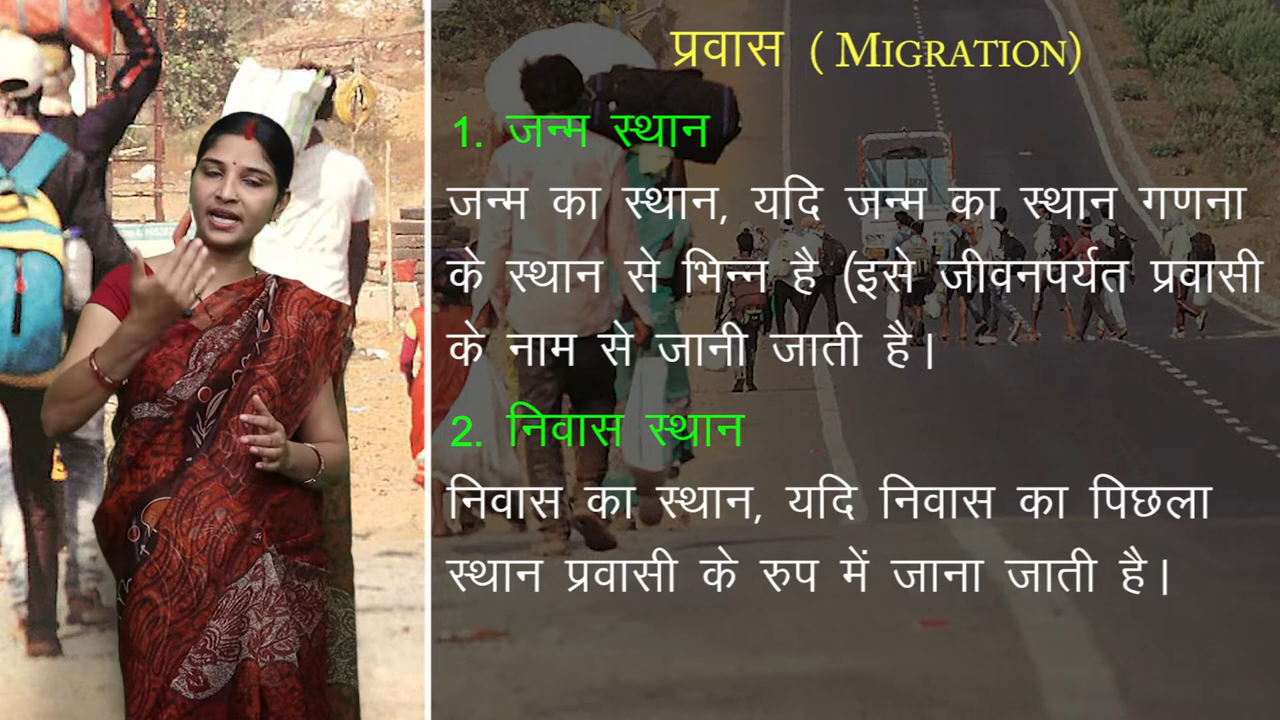 प्रवास ( MIGRATION)
1. जन्म स्थान
जन्म का स्थान, यदि जन्म का स्थान गणना
के स्थान से भिन्न है (इसे जीवनपर्यत प्रवासी
के नाम से जानी जाती है।
2. निवास स्थान
निवास का स्थान, यदि निवास का पिछला
स्थान प्रवासी के रुप में जाना जाती है।